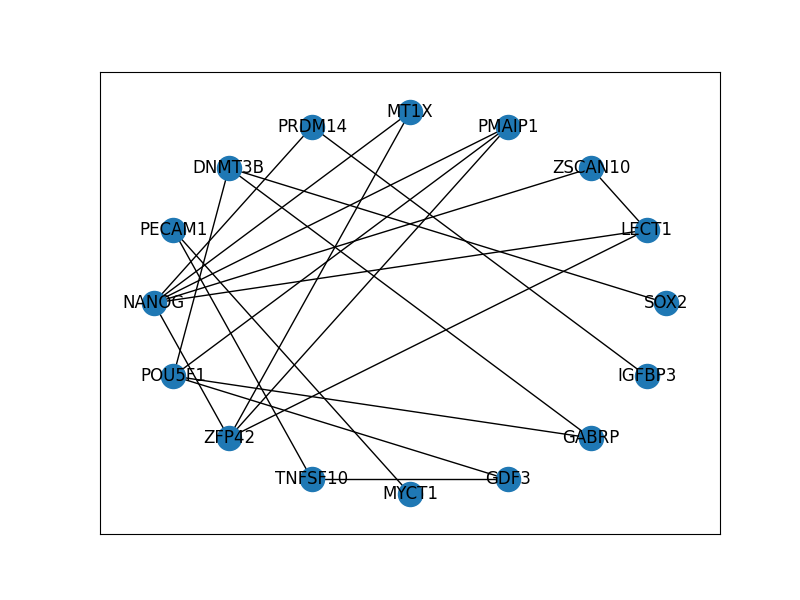 MT1X
PRDM14
PMAIP1
DNMT3B
ZSCAN10
PECAM1
LECT1
NANOG
SOX2
POU5F1
IGFBP3
ZFP42
GABRP
TNFSF10
GDF3
MYCT1